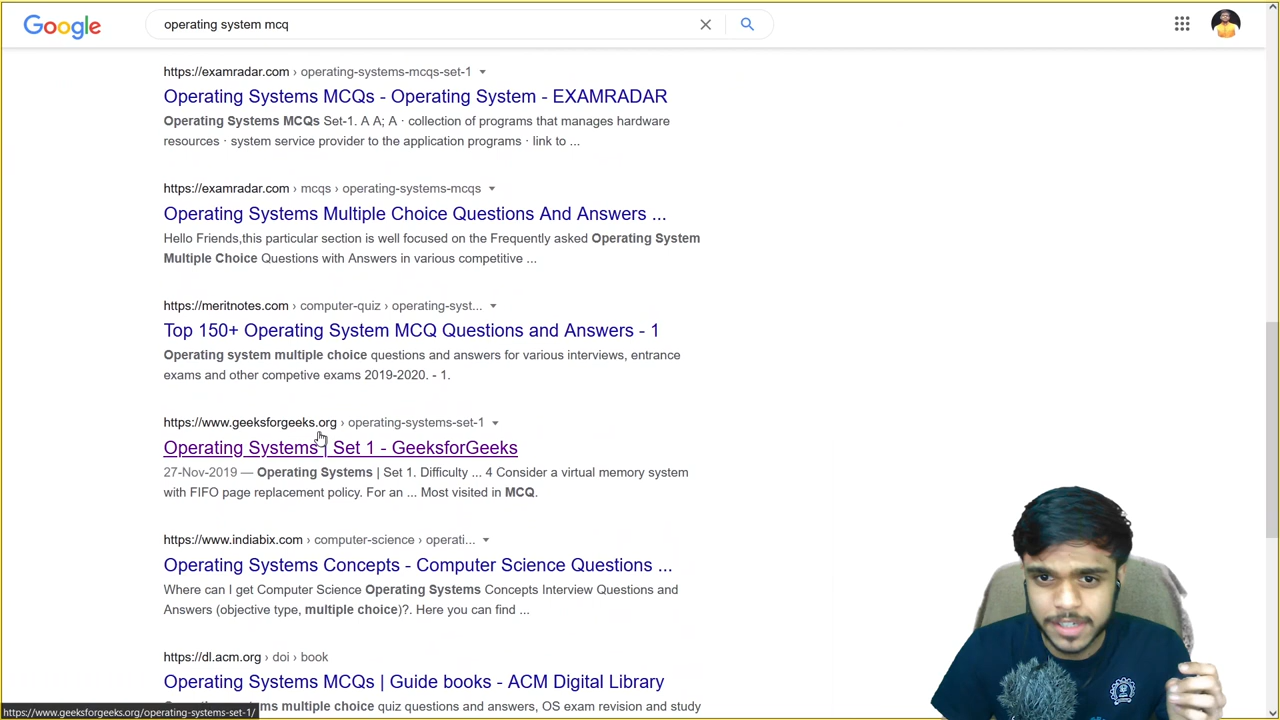 Google
operating system mcq
https://examradar.com › operating-systems-mcqs-set-1
Operating Systems MCQs - Operating System - EXAMRADAR
Operating Systems MCQs Set-1. A A; A · collection of programs that manages hardware
resources · system service provider to the application programs · link to ...
https://examradar.com › mcqs › operating-systems-mcqs
Operating Systems Multiple Choice Questions And Answers ...
Hello Friends,this particular section is well focused on the Frequently asked Operating System
Multiple Choice Questions with Answers in various competitive ...
https://meritnotes.com › computer-quiz › operating-syst...
Top 150+ Operating System MCQ Questions and Answers - 1
Operating system multiple choice questions and answers for various interviews, entrance
exams and other competive exams 2019-2020. - 1.
https://www.geeksforgeeks.org › operating-systems-set-1
Operating Systems | Set 1 - GeeksforGeeks
27-Nov-2019 — Operating Systems | Set 1. Difficulty ... 4 Consider a virtual memory system
with FIFO page replacement policy. For an ... Most visited in MCQ.
https://www.indiabix.com › computer-science › operati...
Operating Systems Concepts - Computer Science Questions ...
Where can I get Computer Science Operating Systems Concepts Interview Questions and
Answers (objective type, multiple choice)?. Here you can find ...
https://dl.acm.org › doi › book
Operating Systems MCQs | Guide books - ACM Digital Library
multiple choice quiz questions and answers, OS exam revision and study
https://www.geeksforgeeks.org/operating-systems-set-1/